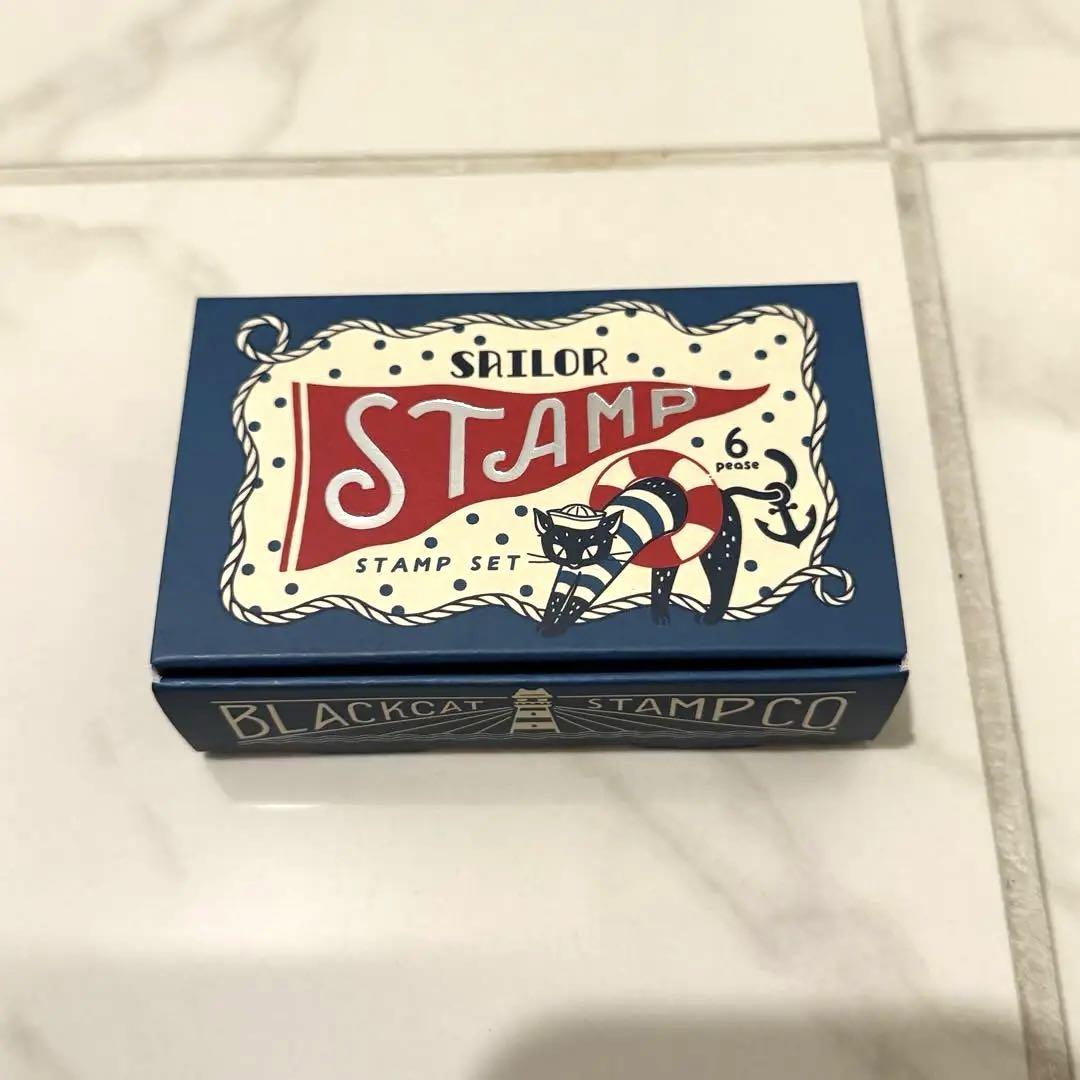 SAILOR
STAMP
6
pease
STAMP SET
BLACKCAT STAMP CO.